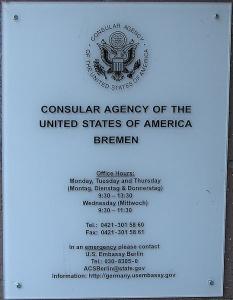 CONSULAR AGENCY
OF THE UNITED STATES OF AMERICA
CONSULAR AGENCY OF THE
UNITED STATES OF AMERICA
BREMEN
Office Hours:
Monday, Tuesday and Thursday
(Montag, Dienstag & Donnerstag)
9:30 – 13:30
Wednesday (Mittwoch)
9:30 – 11:30
Tel.: 0421-301 58 60
Fax: 0421-301 58 61
In an emergency please contact
U.S. Embassy Berlin
Tel.: 030-8305-0
ACSBerlin@state.gov
Information: http://germany.usembassy.gov